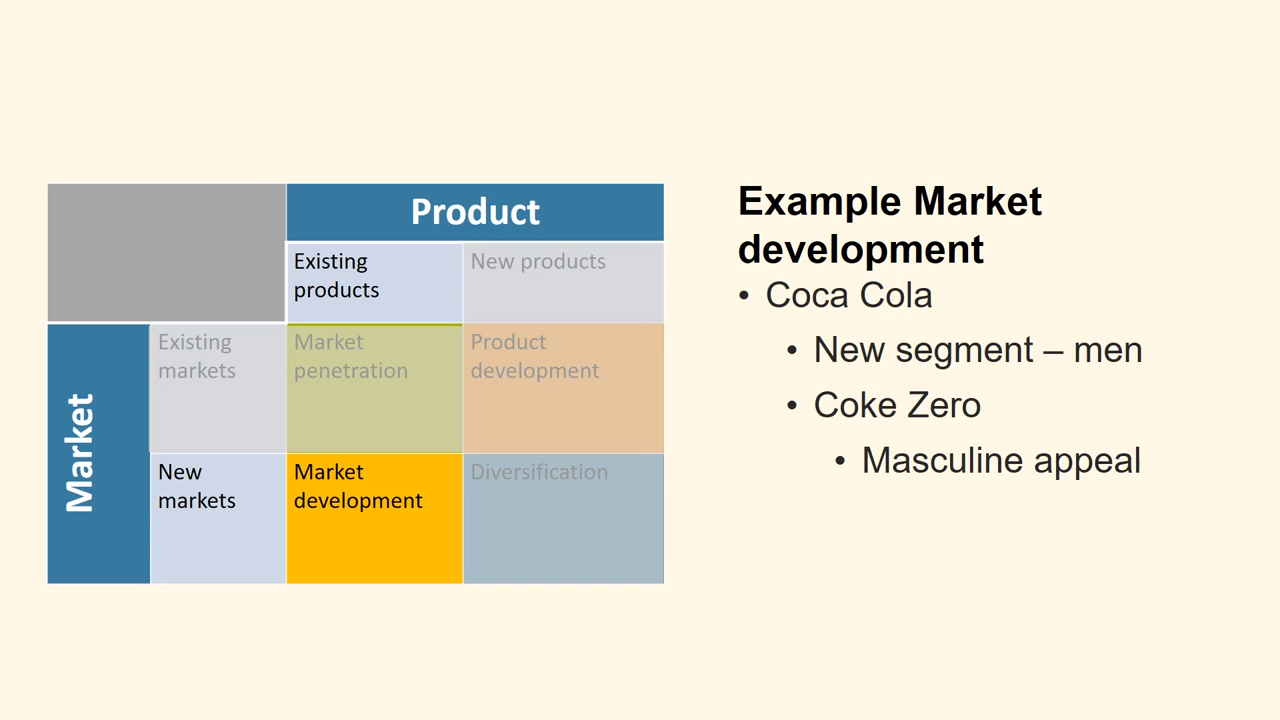 Product
Existing
products
New products
Market
Existing
markets
Market
penetration
Product
development
New
markets
Market
development
Diversification
Example Market
development
• Coca Cola
• New segment – men
• Coke Zero
• Masculine appeal